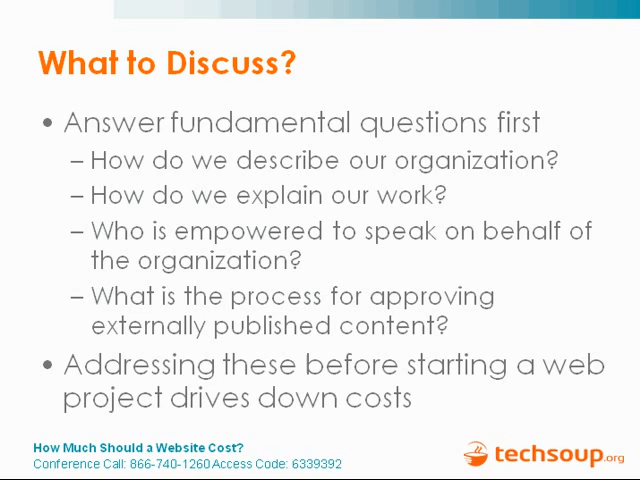 What to Discuss?
• Answer fundamental questions first
– How do we describe our organization?
– How do we explain our work?
– Who is empowered to speak on behalf of
the organization?
– What is the process for approving
externally published content?
• Addressing these before starting a web
project drives down costs
How Much Should a Website Cost?
Conference Call: 866-740-1260 Access Code: 6339392
techsoup.org